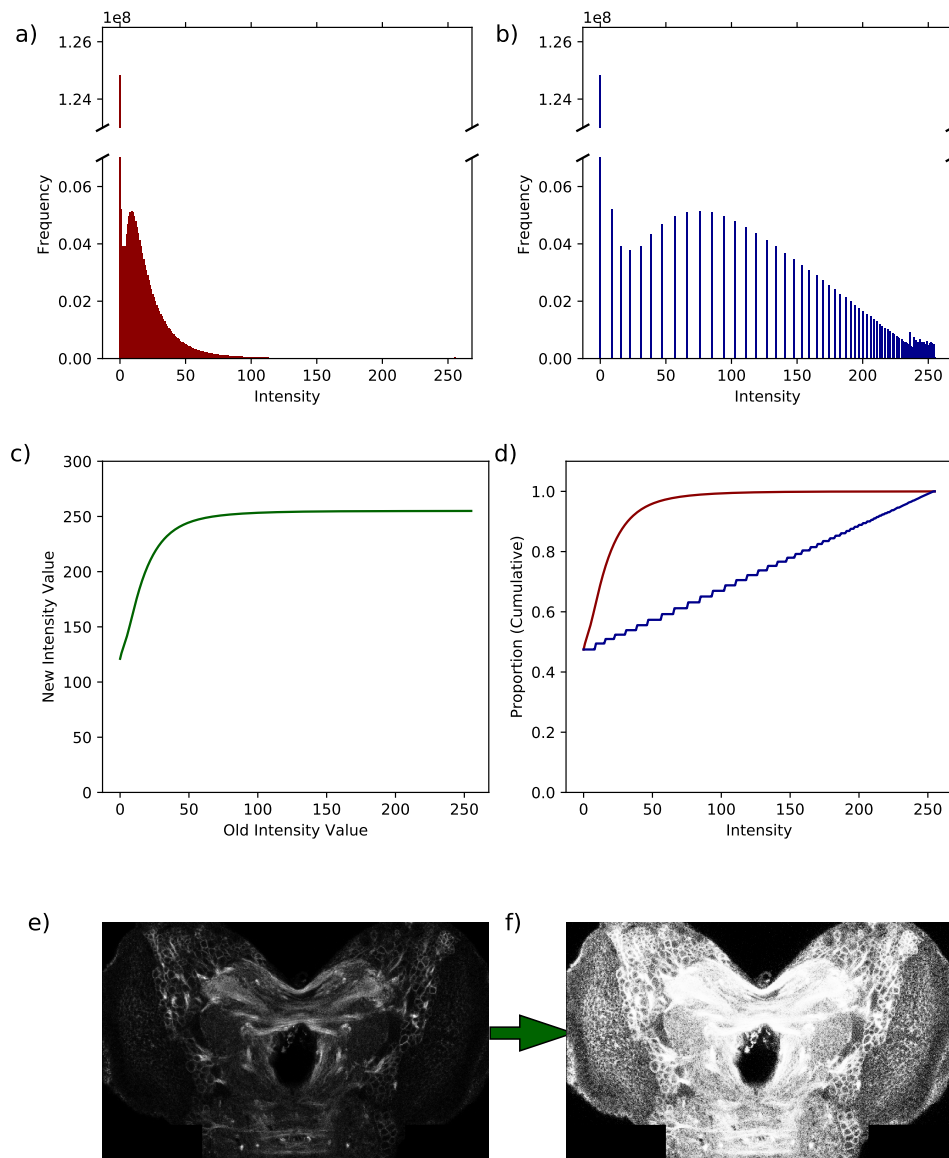 a)
1e8
1.26
1.24
0.06
0.04
0.02
0.00
Frequency
0 50 100 150 200 250
Intensity
b)
1e8
1.26
1.24
0.06
0.04
0.02
0.00
Frequency
0 50 100 150 200 250
Intensity
c)
300
250
200
150
100
50
0
New Intensity Value
0 50 100 150 200 250
Old Intensity Value
d)
1.0
0.8
0.6
0.4
0.2
0.0
Proportion (Cumulative)
0 50 100 150 200 250
Intensity
e)
f)